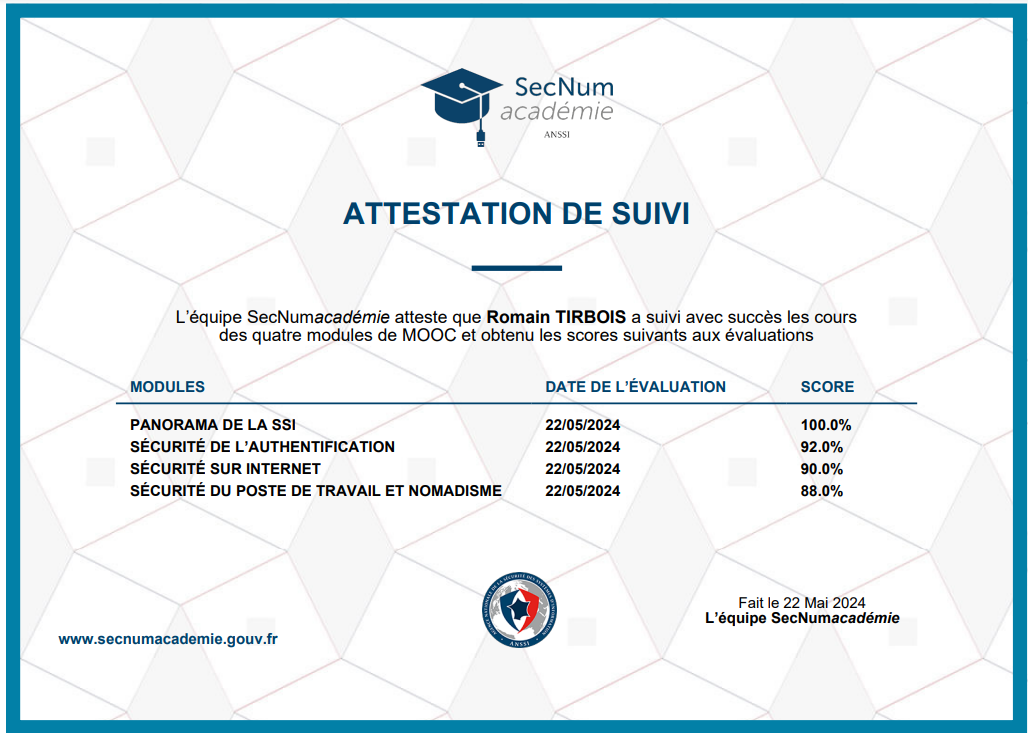 SecNum
académie
ANSSI
ATTESTATION DE SUIVI
L'équipe SecNumacadémie atteste que Romain TIRBOIS a suivi avec succès les cours
des quatre modules de MOOC et obtenu les scores suivants aux évaluations
MODULES DATE DE L'ÉVALUATION SCORE
PANORAMA DE LA SSI 22/05/2024 100.0%
SÉCURITÉ DE L'AUTHENTIFICATION 22/05/2024 92.0%
SÉCURITÉ SUR INTERNET 22/05/2024 90.0%
SÉCURITÉ DU POSTE DE TRAVAIL ET NOMADISME 22/05/2024 88.0%
AGENCE NATIONALE DE LA SÉCURITÉ DES SYSTÈMES D'INFORMATION
ANSSI
Fait le 22 Mai 2024
L'équipe SecNumacadémie
www.secnumacademie.gouv.fr